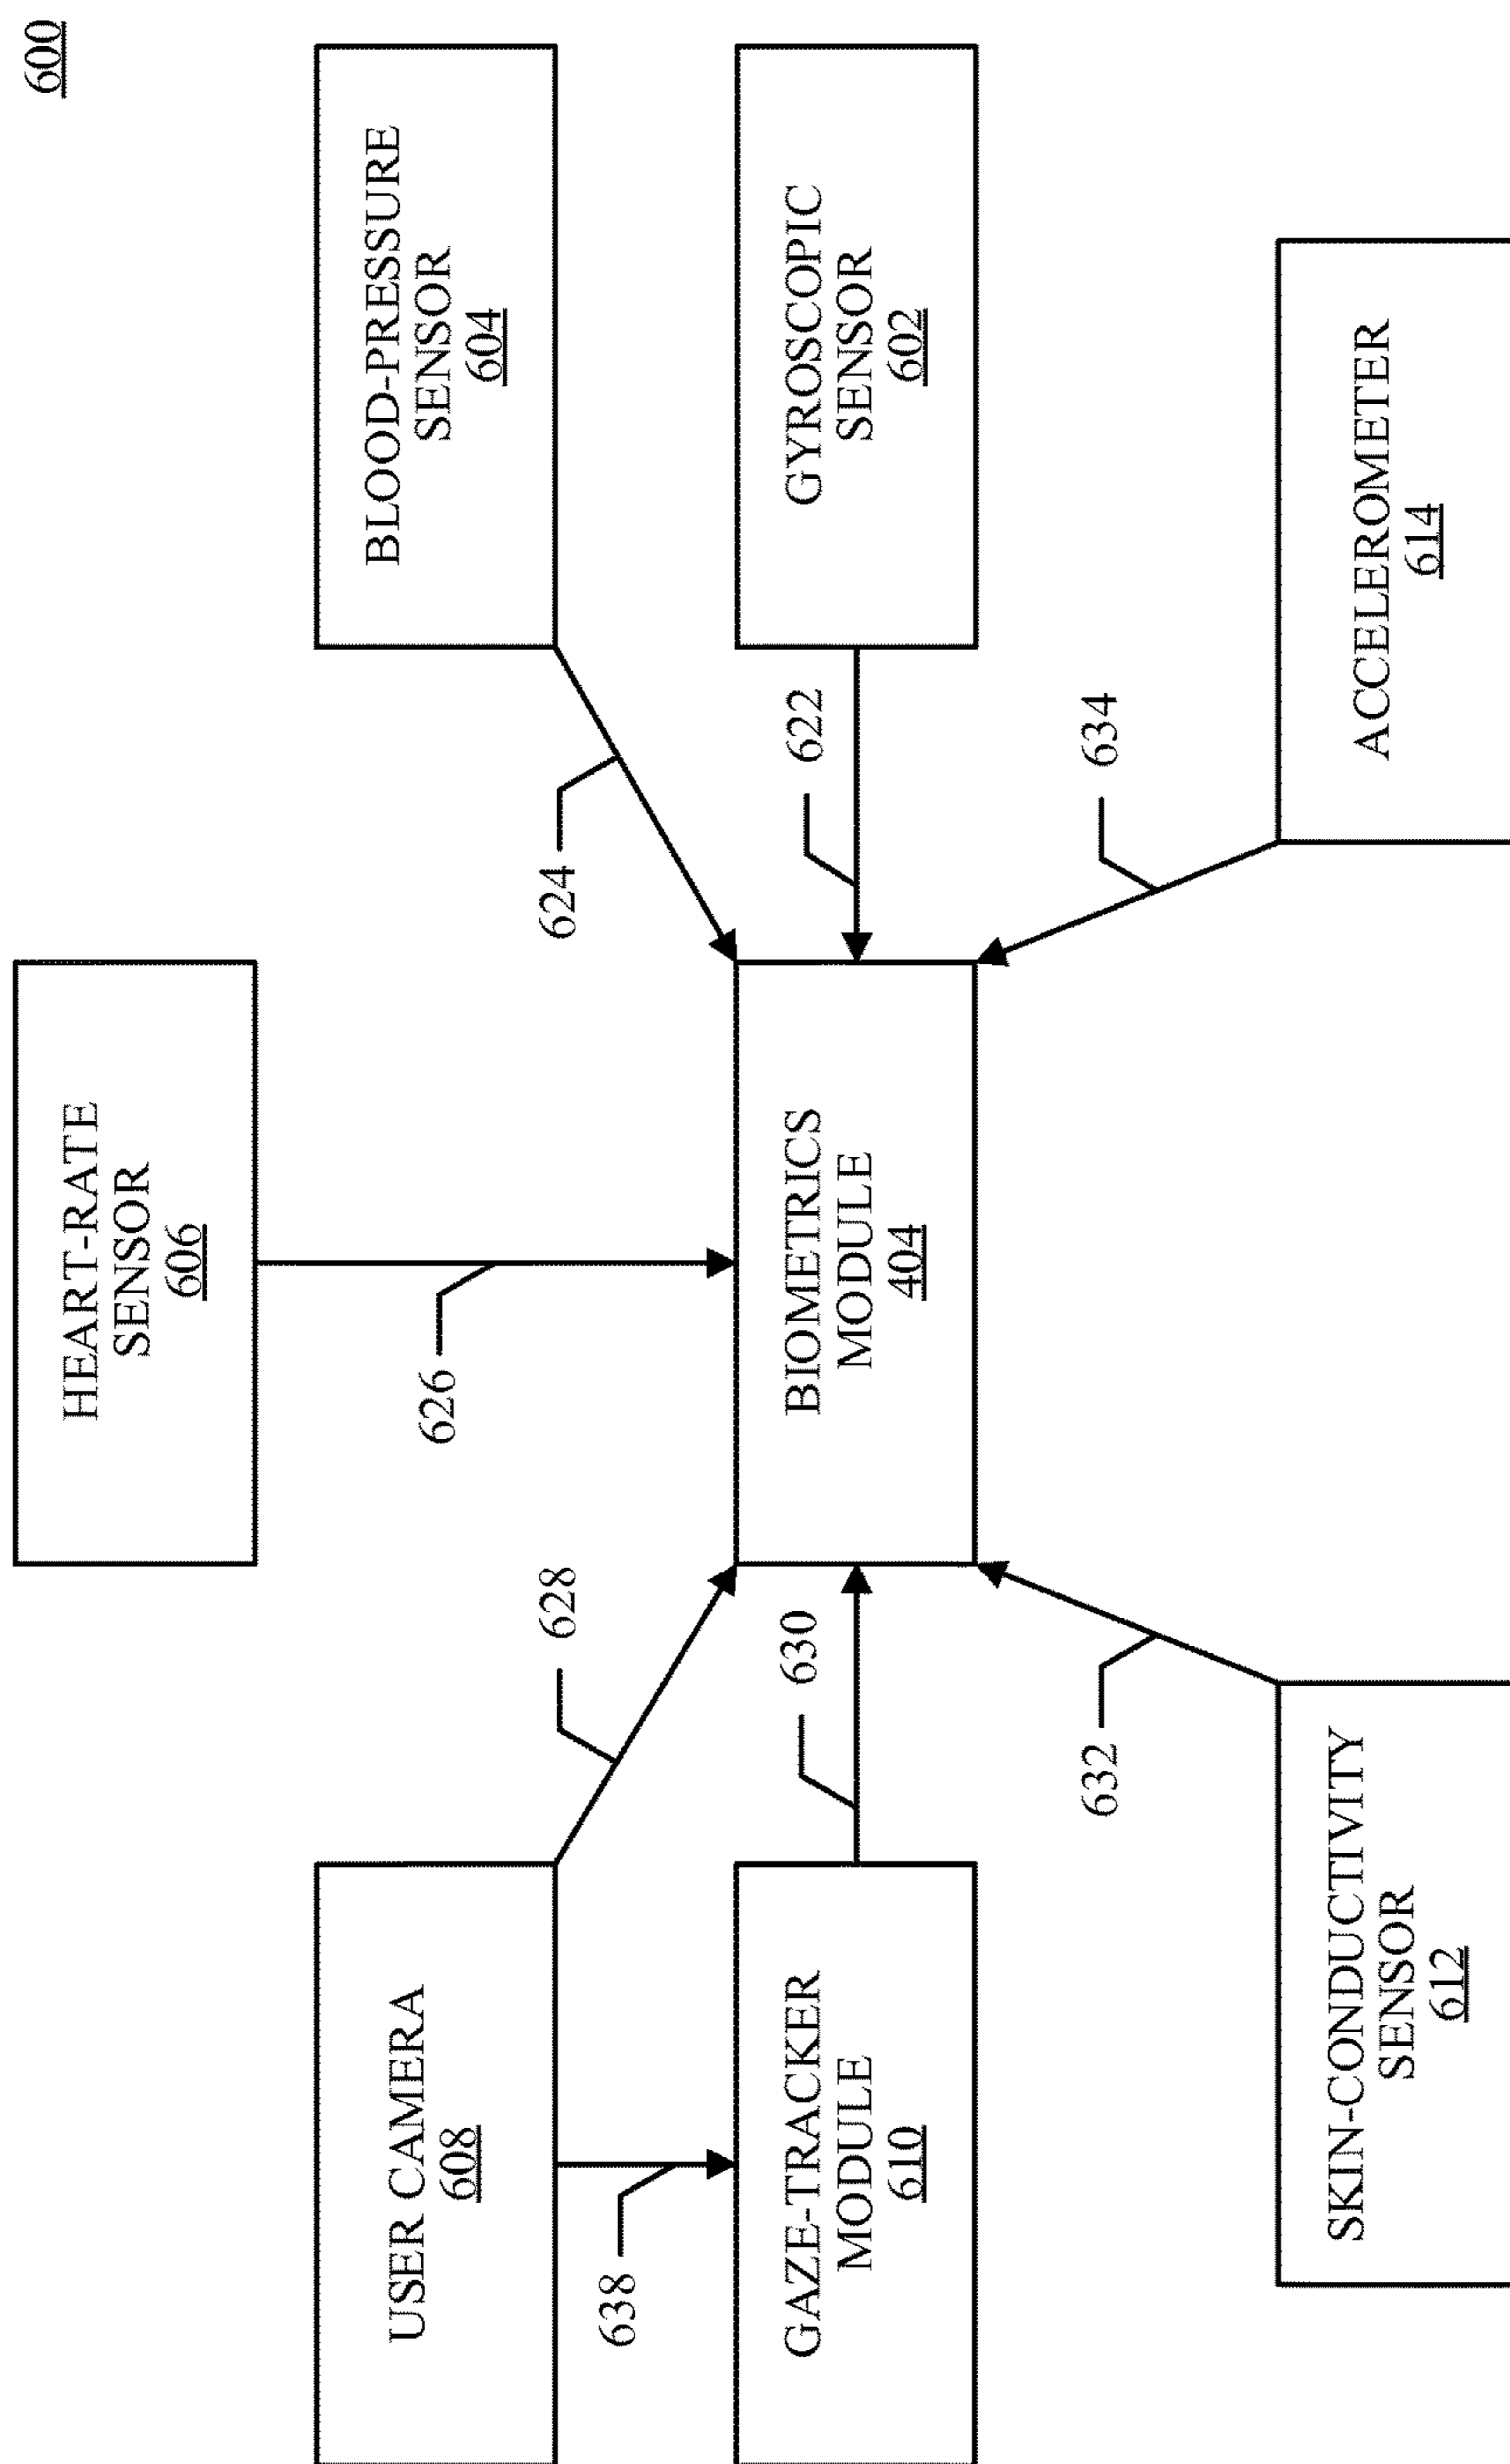 600
HEART-RATE
SENSOR
606
USER CAMERA
608
626
628
624
BLOOD-PRESSURE
SENSOR
604
638
GAZE-TRACKER
MODULE
610
630
BIOMETRICS
MODULE
404
622
GYROSCOPIC
SENSOR
602
632
634
SKIN-CONDUCTIVITY
SENSOR
612
ACCELEROMETER
614